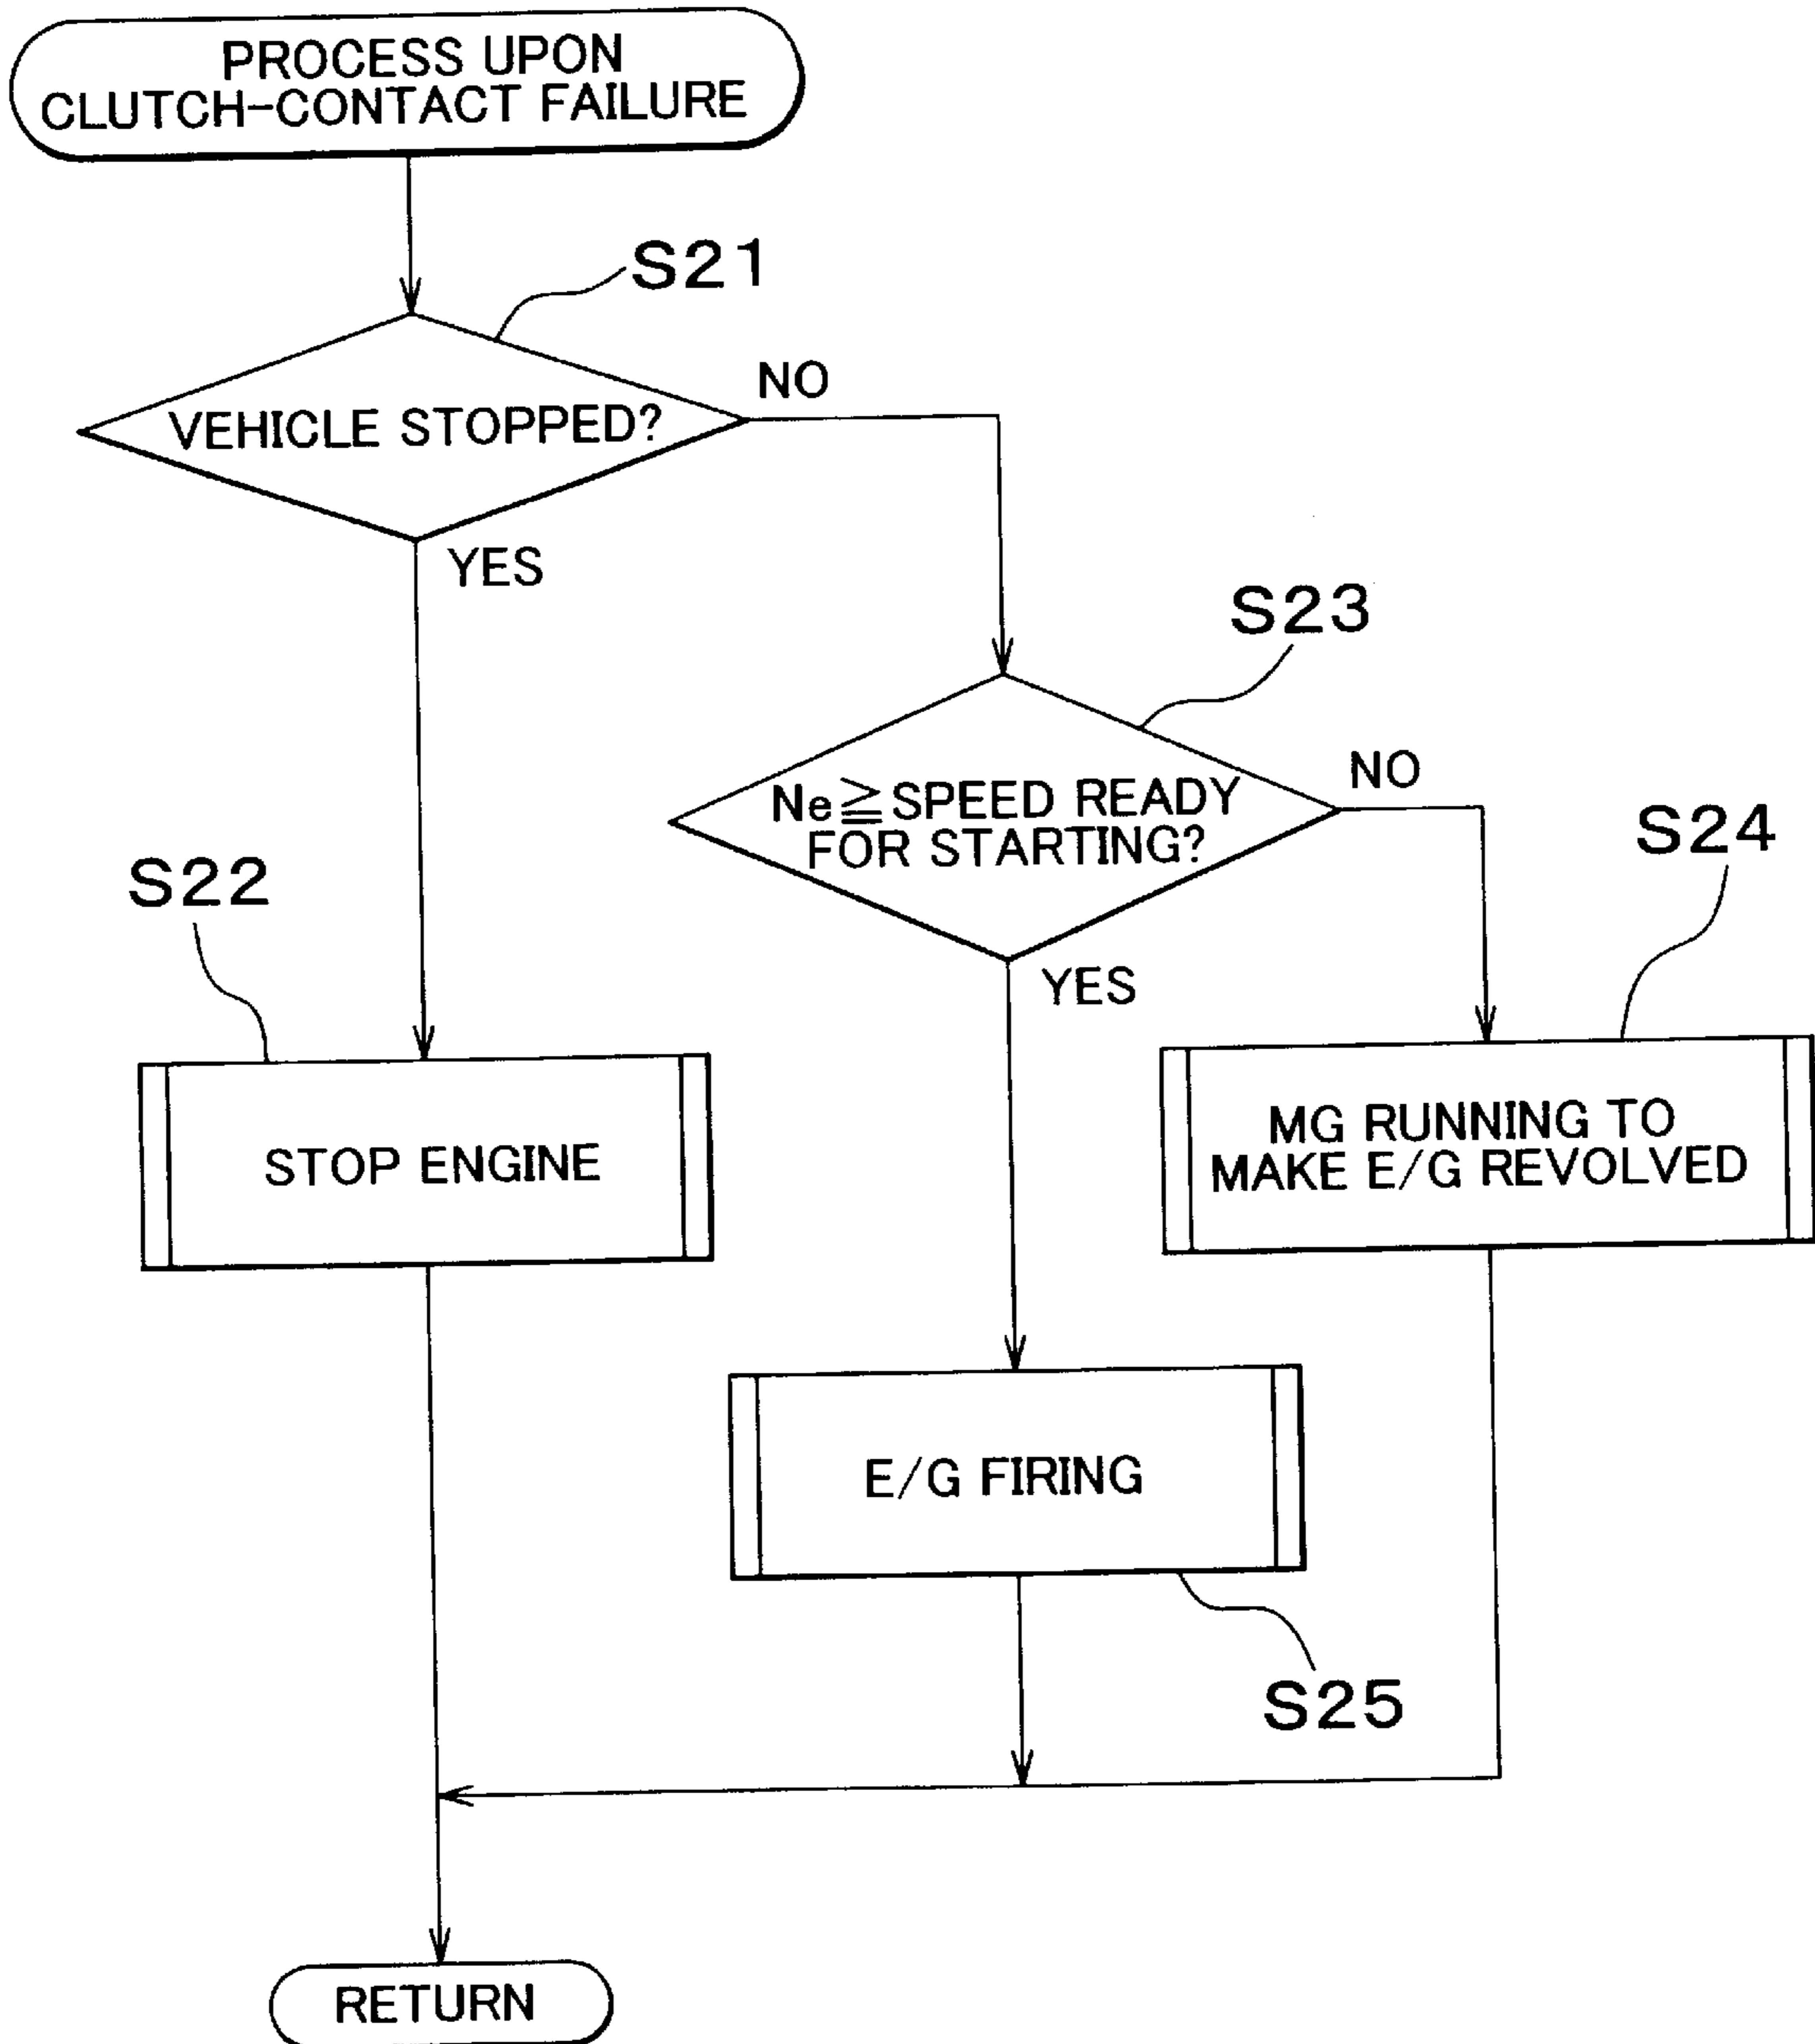 PROCESS UPON
CLUTCH-CONTACT FAILURE
S21
VEHICLE STOPPED?
NO
YES
S23
Ne≧SPEED READY
FOR STARTING?
NO
YES
S22
S24
STOP ENGINE
MG RUNNING TO
MAKE E/G REVOLVED
E/G FIRING
S25
RETURN